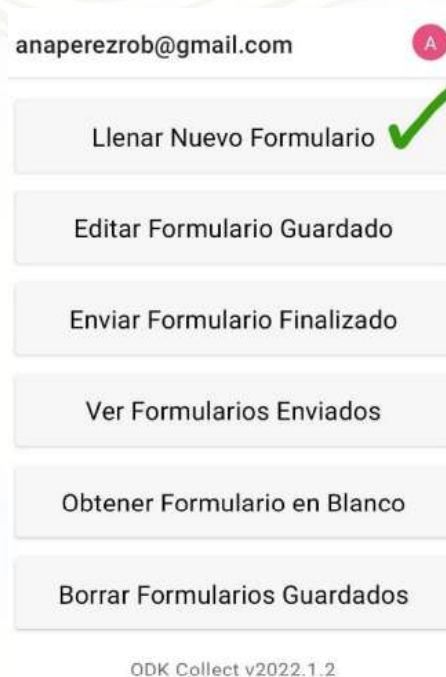 anaperezrob@gmail.com
A
Llenar Nuevo Formulario
Editar Formulario Guardado
Enviar Formulario Finalizado
Ver Formularios Enviados
Obtener Formulario en Blanco
Borrar Formularios Guardados
ODK Collect v2022.1.2